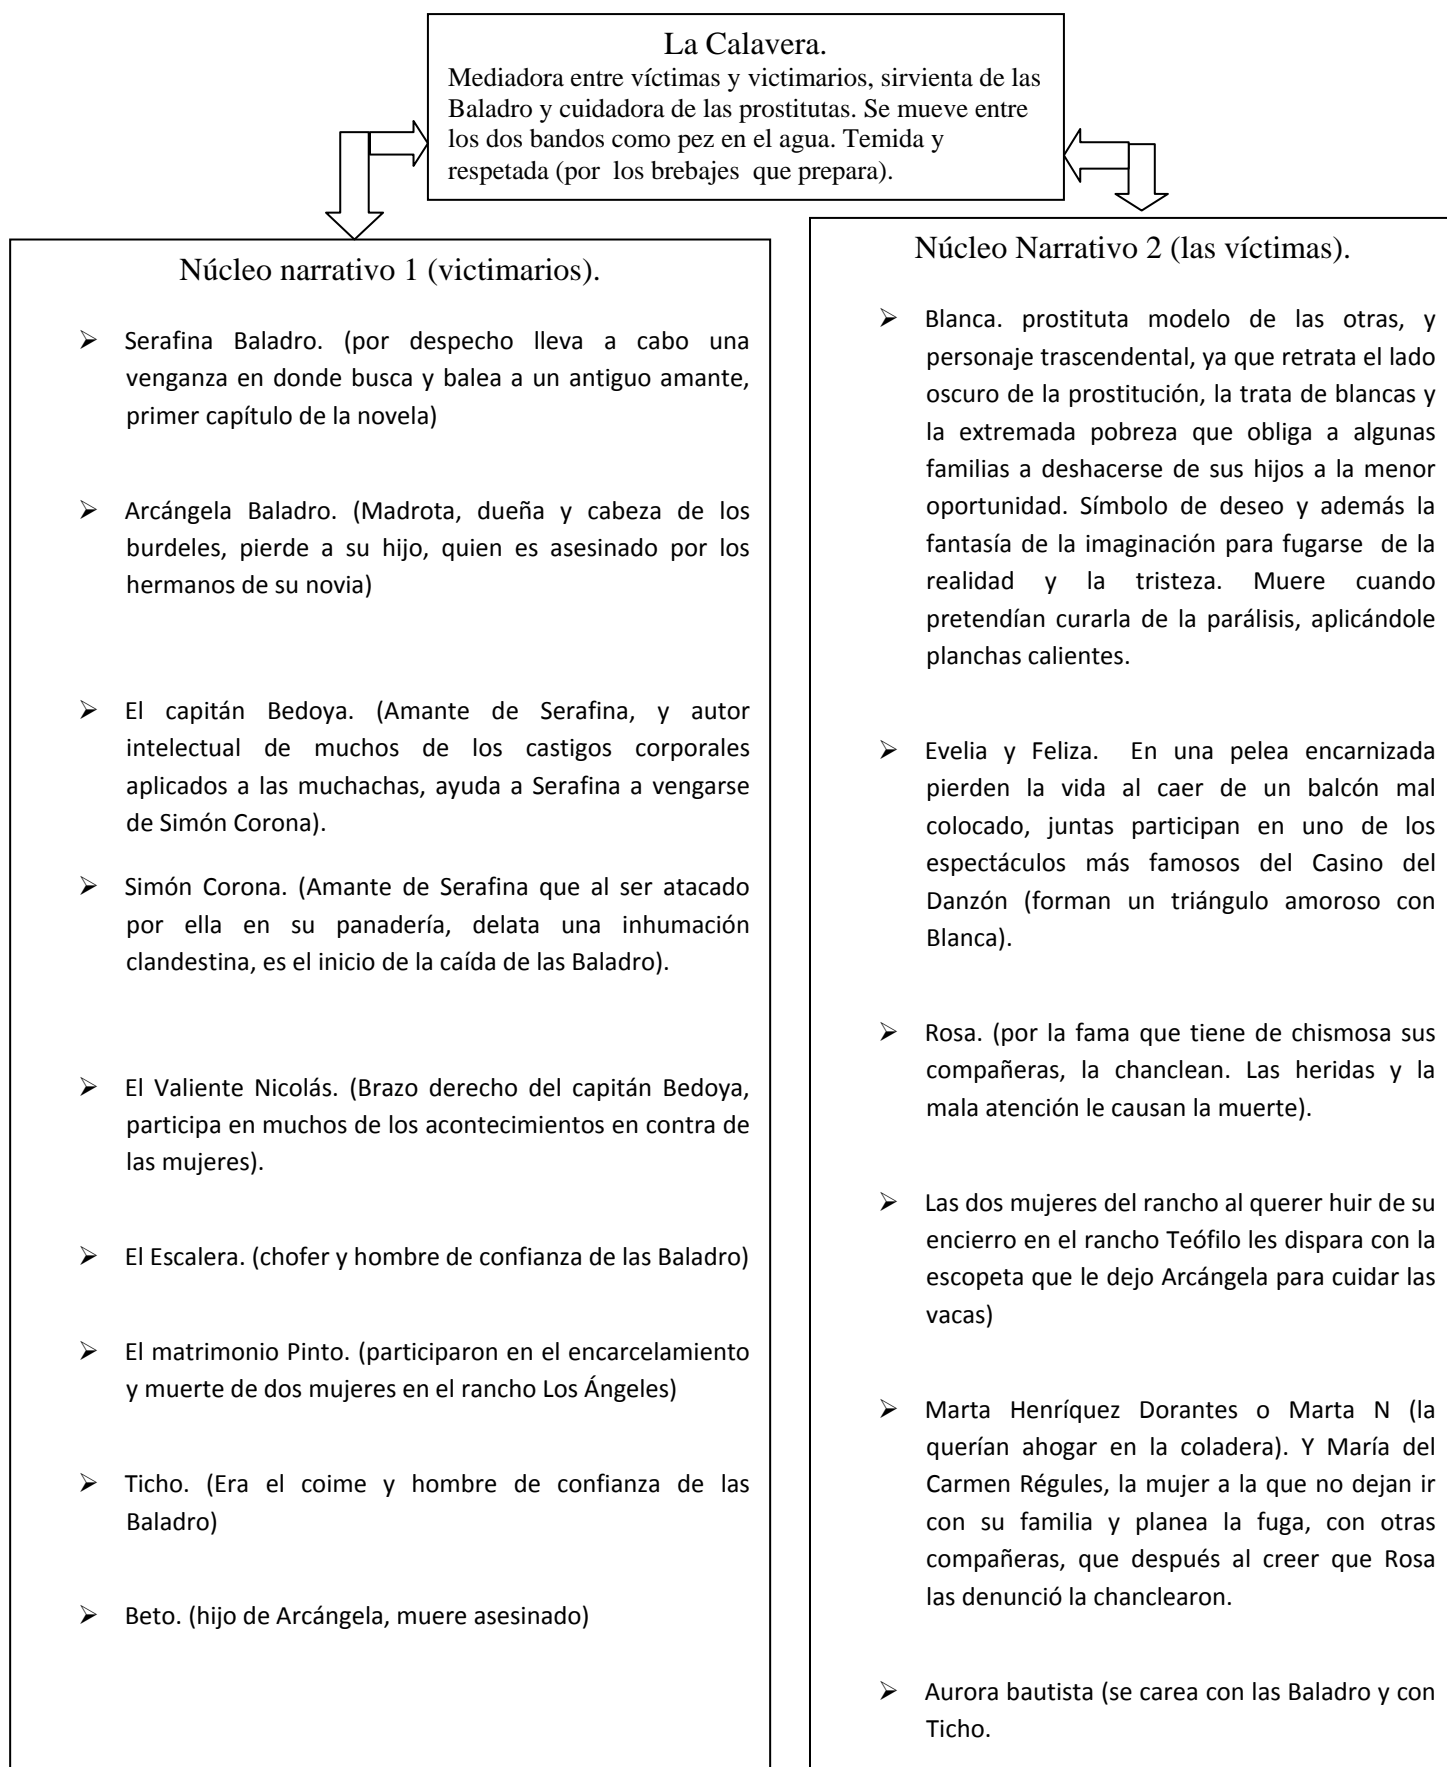 La Calavera.
Mediadora entre víctimas y victimarios, sirvienta de las
Baladro y cuidadora de las prostitutas. Se mueve entre
los dos bandos como pez en el agua. Temida y
respetada (por los brebajes que prepara).
Núcleo narrativo 1 (victimarios).
➢ Serafina Baladro. (por despecho lleva a cabo una
venganza en donde busca y balea a un antiguo amante,
primer capítulo de la novela)
➢ Arcángela Baladro. (Madrota, dueña y cabeza de los
burdeles, pierde a su hijo, quien es asesinado por los
hermanos de su novia)
➢ El capitán Bedoya. (Amante de Serafina, y autor
intelectual de muchos de los castigos corporales
aplicados a las muchachas, ayuda a Serafina a vengarse
de Simón Corona).
➢ Simón Corona. (Amante de Serafina que al ser atacado
por ella en su panadería, delata una inhumación
clandestina, es el inicio de la caída de las Baladro).
➢ El Valiente Nicolás. (Brazo derecho del capitán Bedoya,
participa en muchos de los acontecimientos en contra de
las mujeres).
➢ El Escalera. (chofer y hombre de confianza de las Baladro)
➢ El matrimonio Pinto. (participaron en el encarcelamiento
y muerte de dos mujeres en el rancho Los Ángeles)
➢ Ticho. (Era el coime y hombre de confianza de las
Baladro)
➢ Beto. (hijo de Arcángela, muere asesinado)
Núcleo Narrativo 2 (las víctimas).
➢ Blanca. prostituta modelo de las otras, y
personaje trascendental, ya que retrata el lado
oscuro de la prostitución, la trata de blancas y
la extremada pobreza que obliga a algunas
familias a deshacerse de sus hijos a la menor
oportunidad. Símbolo de deseo y además la
fantasía de la imaginación para fugarse de la
realidad y la tristeza. Muere cuando
pretendían curarla de la parálisis, aplicándole
planchas calientes.
➢ Evelia y Feliza. En una pelea encarnizada
pierden la vida al caer de un balcón mal
colocado, juntas participan en uno de los
espectáculos más famosos del Casino del
Danzón (forman un triángulo amoroso con
Blanca).
➢ Rosa. (por la fama que tiene de chismosa sus
compañeras, la chanclean. Las heridas y la
mala atención le causan la muerte).
➢ Las dos mujeres del rancho al querer huir de su
encierro en el rancho Teófilo les dispara con la
escopeta que le dejo Arcángela para cuidar las
vacas)
➢ Marta Henríquez Dorantes o Marta N (la
querían ahogar en la coladera). Y María del
Carmen Régules, la mujer a la que no dejan ir
con su familia y planea la fuga, con otras
compañeras, que después al creer que Rosa
las denunció la chanclearon.
➢ Aurora bautista (se carea con las Baladro y con
Ticho.